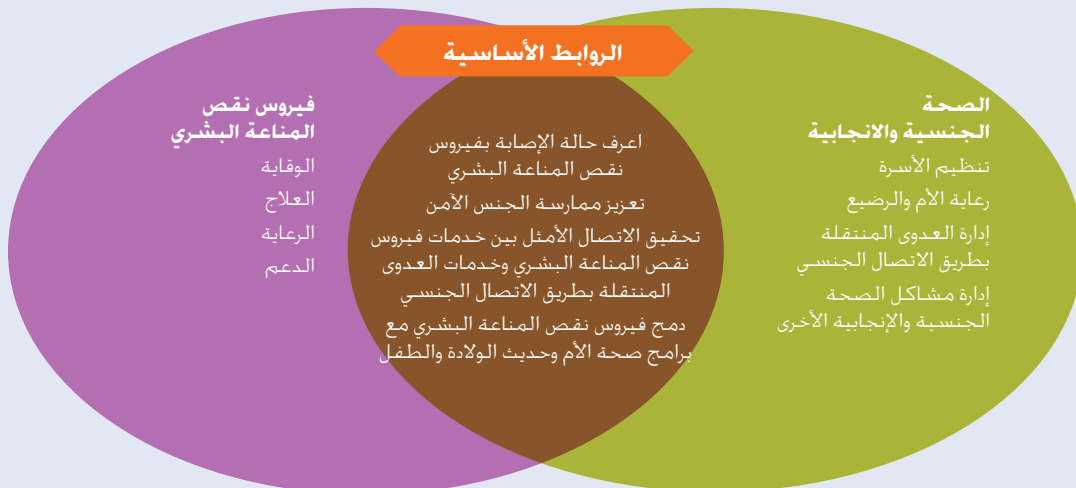 الروابط الأساسية
الصحة
الجنسية والانجابية
تنظيم الأسرة
رعاية الأم والرضيع
إدارة العدوى المنتقلة
بطريق الاتصال الجنسي
إدارة مشاكل الصحة
الجنسية والإنجابية الأخرى
اعرف حالة الإصابة بفيروس
نقص المناعة البشري
تعزيز ممارسة الجنس الآمن
تحقيق الاتصال الأمثل بين خدمات فيروس
نقص المناعة البشري وخدمات العدوى
المنتقلة بطريق الاتصال الجنسي
دمج فيروس نقص المناعة البشري مع
برامج صحة الأم وحديث الولادة والطفل
فيروس نقص
المناعة البشري
الوقاية
العلاج
الرعاية
الدعم